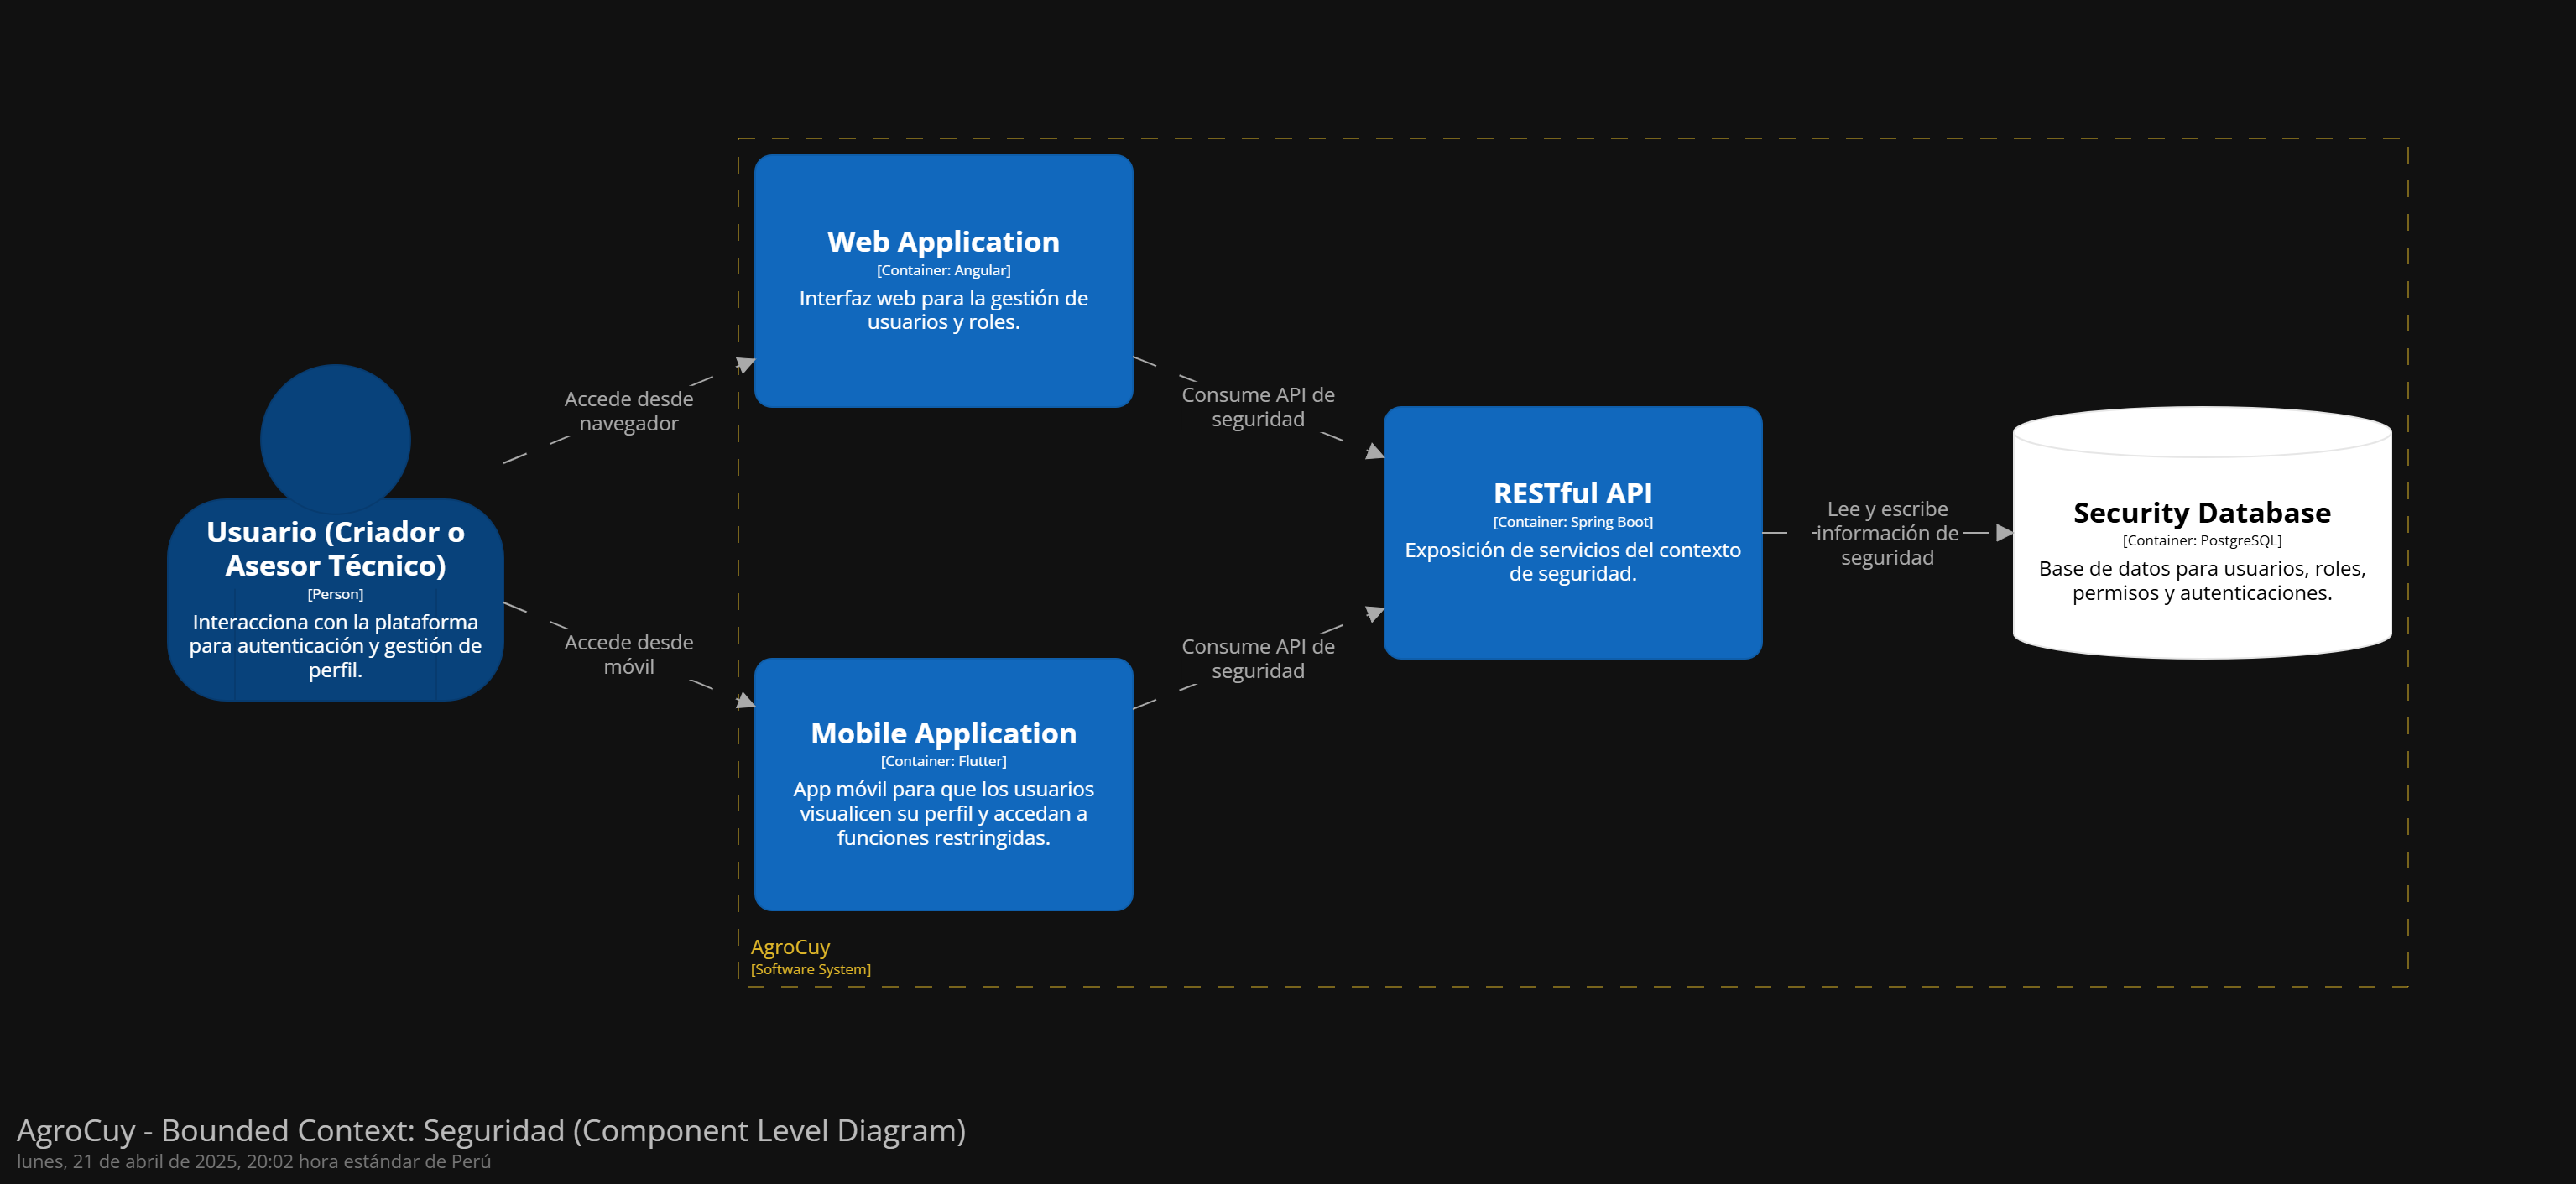 Web Application
[Container: Angular]
Interfaz web para la gestión de
usuarios y roles.
Accede desde
navegador
Consume API de
seguridad
Usuario (Criador o
Asesor Técnico)
[Person]
Interacciona con la plataforma
para autenticación y gestión de
perfil.
RESTful API
[Container: Spring Boot]
Exposición de servicios del contexto
de seguridad.
Lee y escribe
información de
seguridad
Security Database
[Container: PostgreSQL]
Base de datos para usuarios, roles,
permisos y autenticaciones.
Accede desde
móvil
Consume API de
seguridad
Mobile Application
[Container: Flutter]
App móvil para que los usuarios
visualicen su perfil y accedan a
funciones restringidas.
AgroCuy
[Software System]
AgroCuy - Bounded Context: Seguridad (Component Level Diagram)
lunes, 21 de abril de 2025, 20:02 hora estándar de Perú